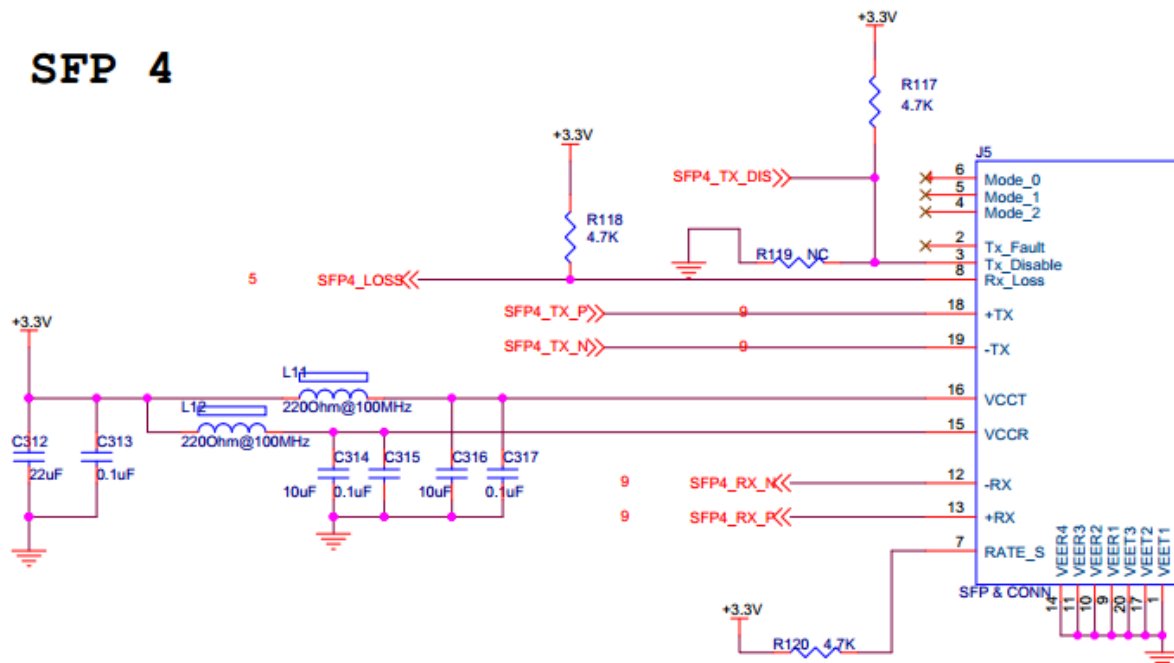 SFP 4
+3.3V
R117
4.7K
+3.3V
J5
SFP4_TX_DIS
6 Mode_0
5 Mode_1
4 Mode_2
R118
4.7K
2 Tx_Fault
R119 NC
3 Tx_Disable
5 SFP4_LOSS
8 Rx_Loss
SFP4_TX_P 9 18 +TX
+3.3V
SFP4_TX_N 9 19 -TX
L11
220Ohm@100MHz
16 VCCT
L12
220Ohm@100MHz
15 VCCR
C312
22uF
C313
0.1uF
C314
10uF
C315
0.1uF
C316
10uF
C317
0.1uF
9 SFP4_RX_N 12 -RX
9 SFP4_RX_P 13 +RX
7 RATE_S
VEER4
VEER3
VEER2
VEER1
VEET3
VEET2
VEET1
SFP & CONN
14
11
10
9
20
17
1
+3.3V
R120 4.7K